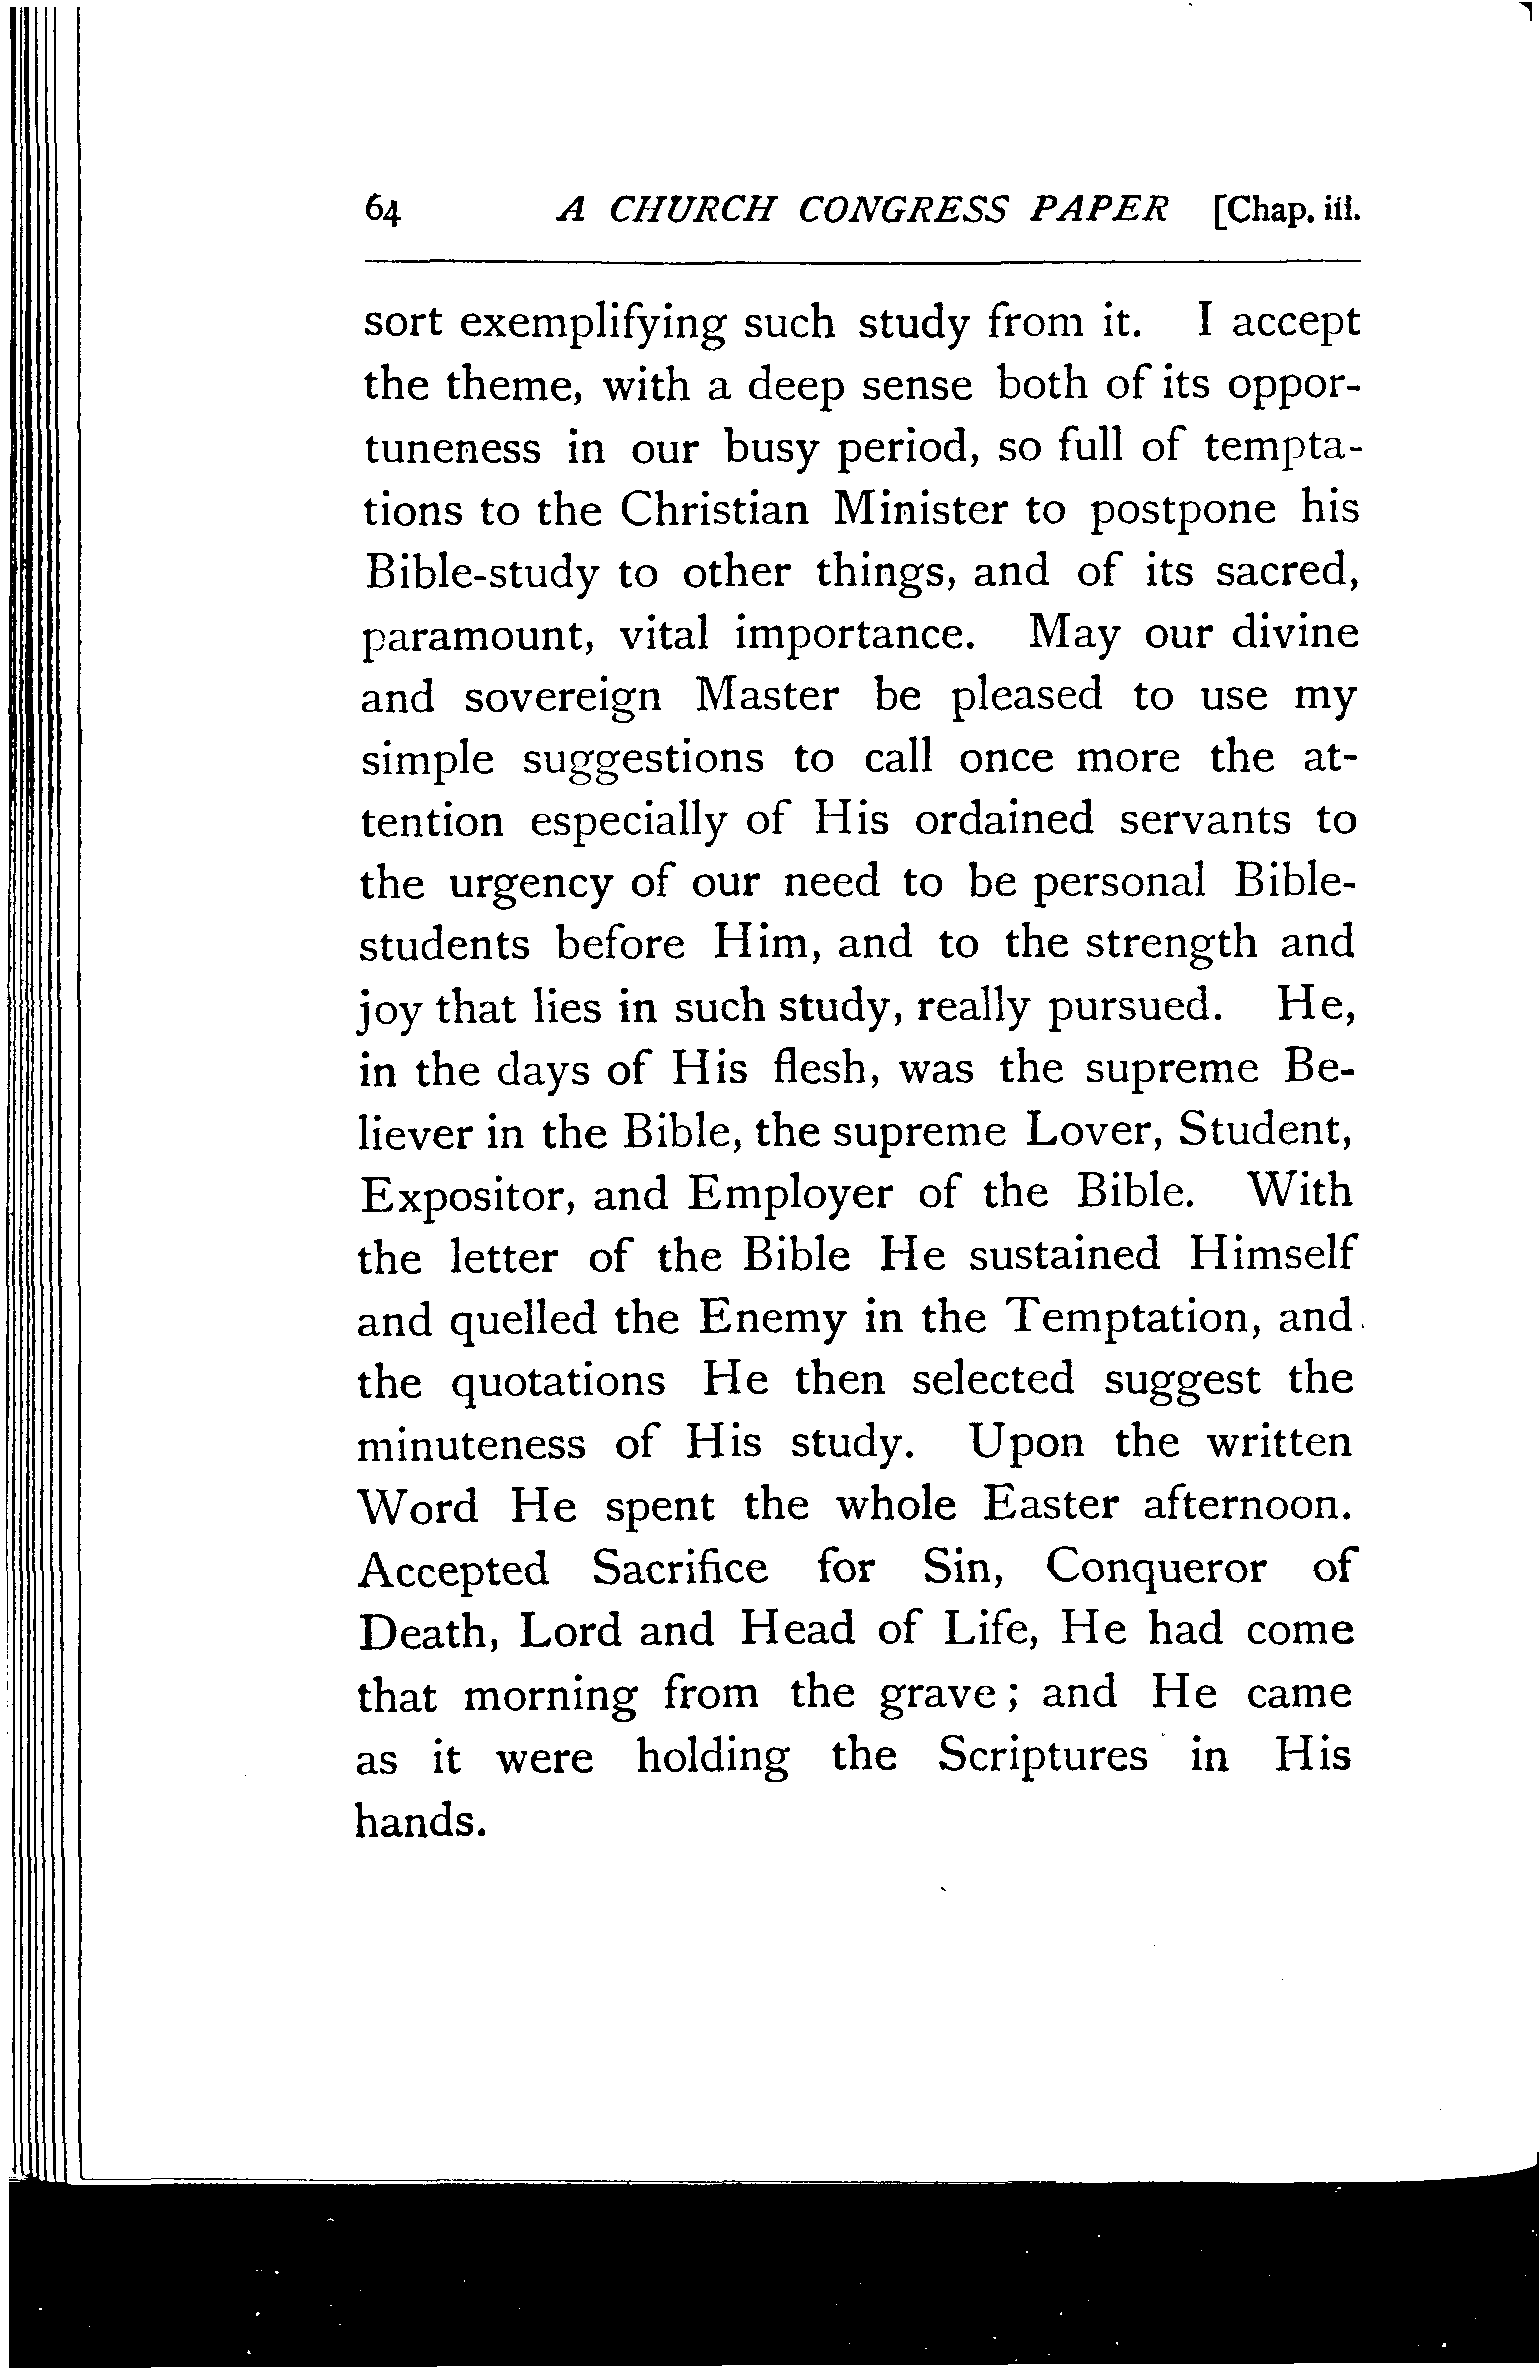 64 A CHURCH CONGRESS PAPER [Chap. iii.
sort exemplifying such study from it. I accept
the theme, with a deep sense both of its oppor-
tuneness in our busy period, so full of tempta-
tions to the Christian Minister to postpone his
Bible-study to other things, and of its sacred,
paramount, vital importance. May our divine
and sovereign Master be pleased to use my
simple suggestions to call once more the at-
tention especially of His ordained servants to
the urgency of our need to be personal Bible-
students before Him, and to the strength and
joy that lies in such study, really pursued. He,
in the days of His flesh, was the supreme Be-
liever in the Bible, the supreme Lover, Student,
Expositor, and Employer of the Bible. With
the letter of the Bible He sustained Himself
and quelled the Enemy in the Temptation, and
the quotations He then selected suggest the
minuteness of His study. Upon the written
Word He spent the whole Easter afternoon.
Accepted Sacrifice for Sin, Conqueror of
Death, Lord and Head of Life, He had come
that morning from the grave ; and He came
as it were holding the Scriptures in His
hands.